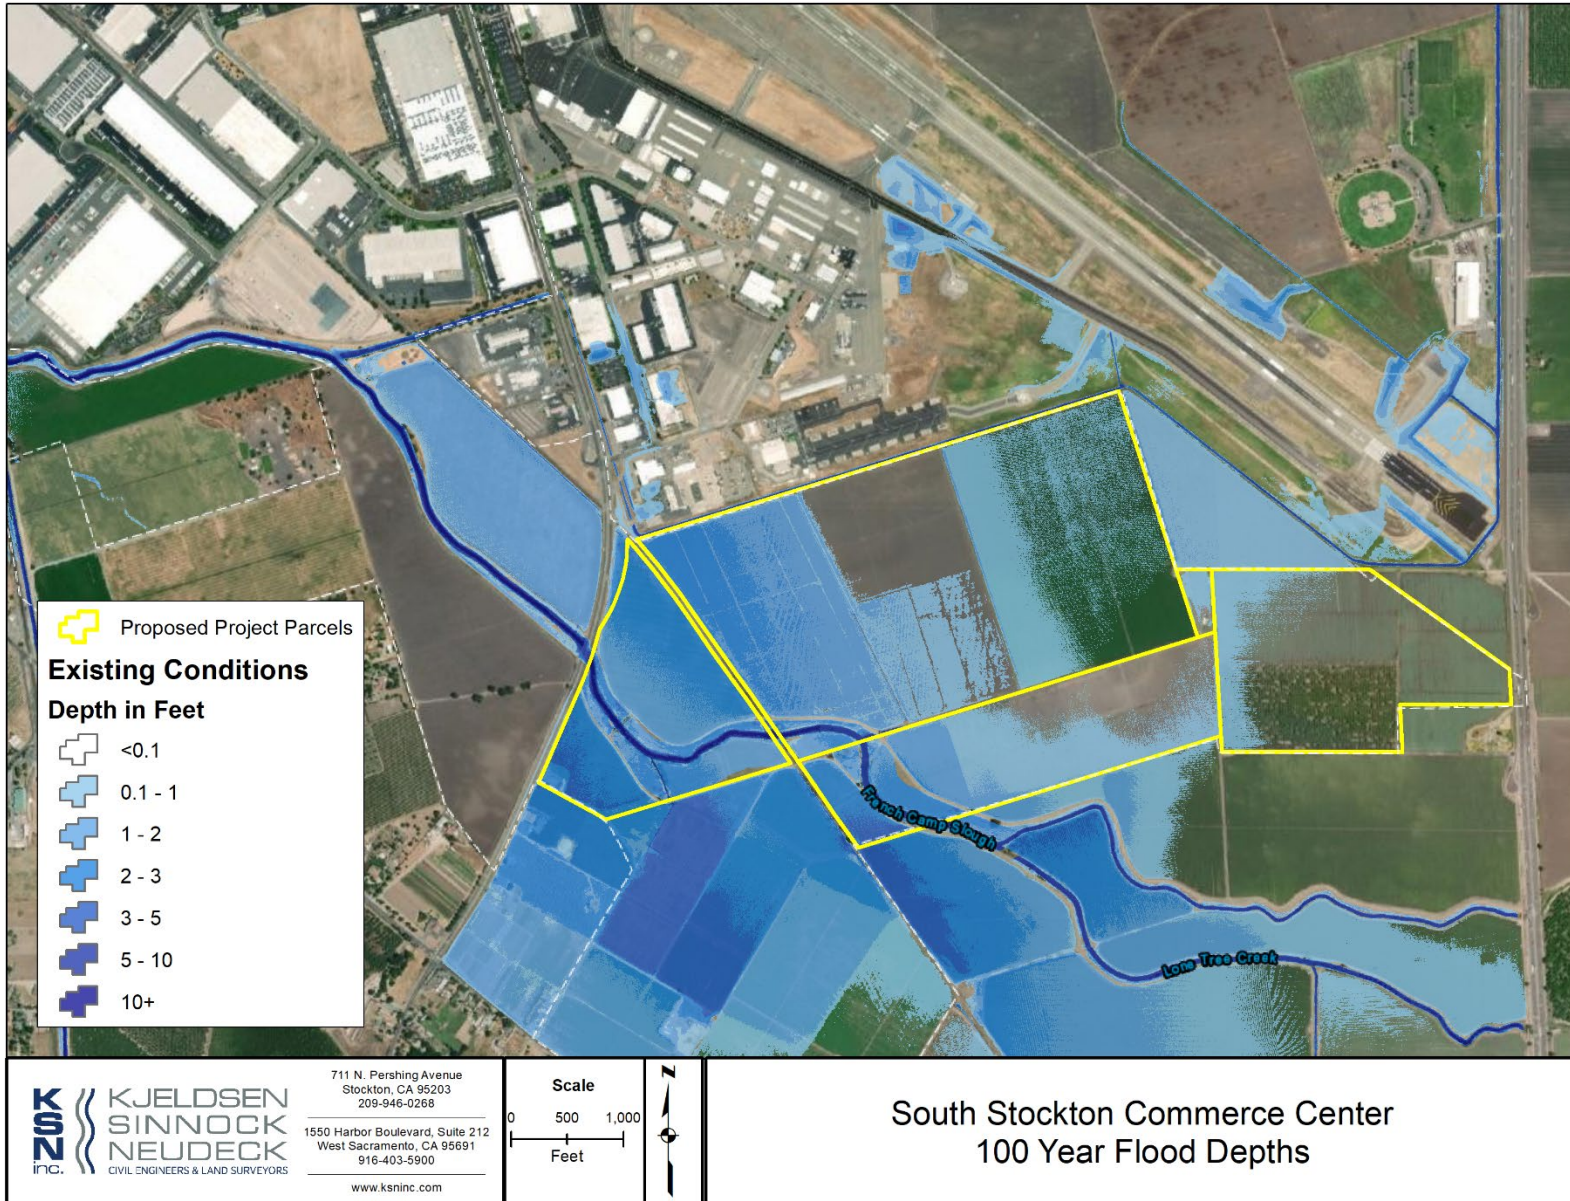 French Camp Slough
Lone Tree Creek
Proposed Project Parcels
Existing Conditions
Depth in Feet
<0.1
0.1 - 1
1 - 2
2 - 3
3 - 5
5 - 10
10+
KSN inc.
KJELDSEN
SINNOCK
NEUDECK
CIVIL ENGINEERS & LAND SURVEYORS
711 N. Pershing Avenue
Stockton, CA 95203
209-946-0268
1550 Harbor Boulevard, Suite 212
West Sacramento, CA 95691
916-403-5900
www.ksninc.com
Scale
0 500 1,000
Feet
N
South Stockton Commerce Center
100 Year Flood Depths